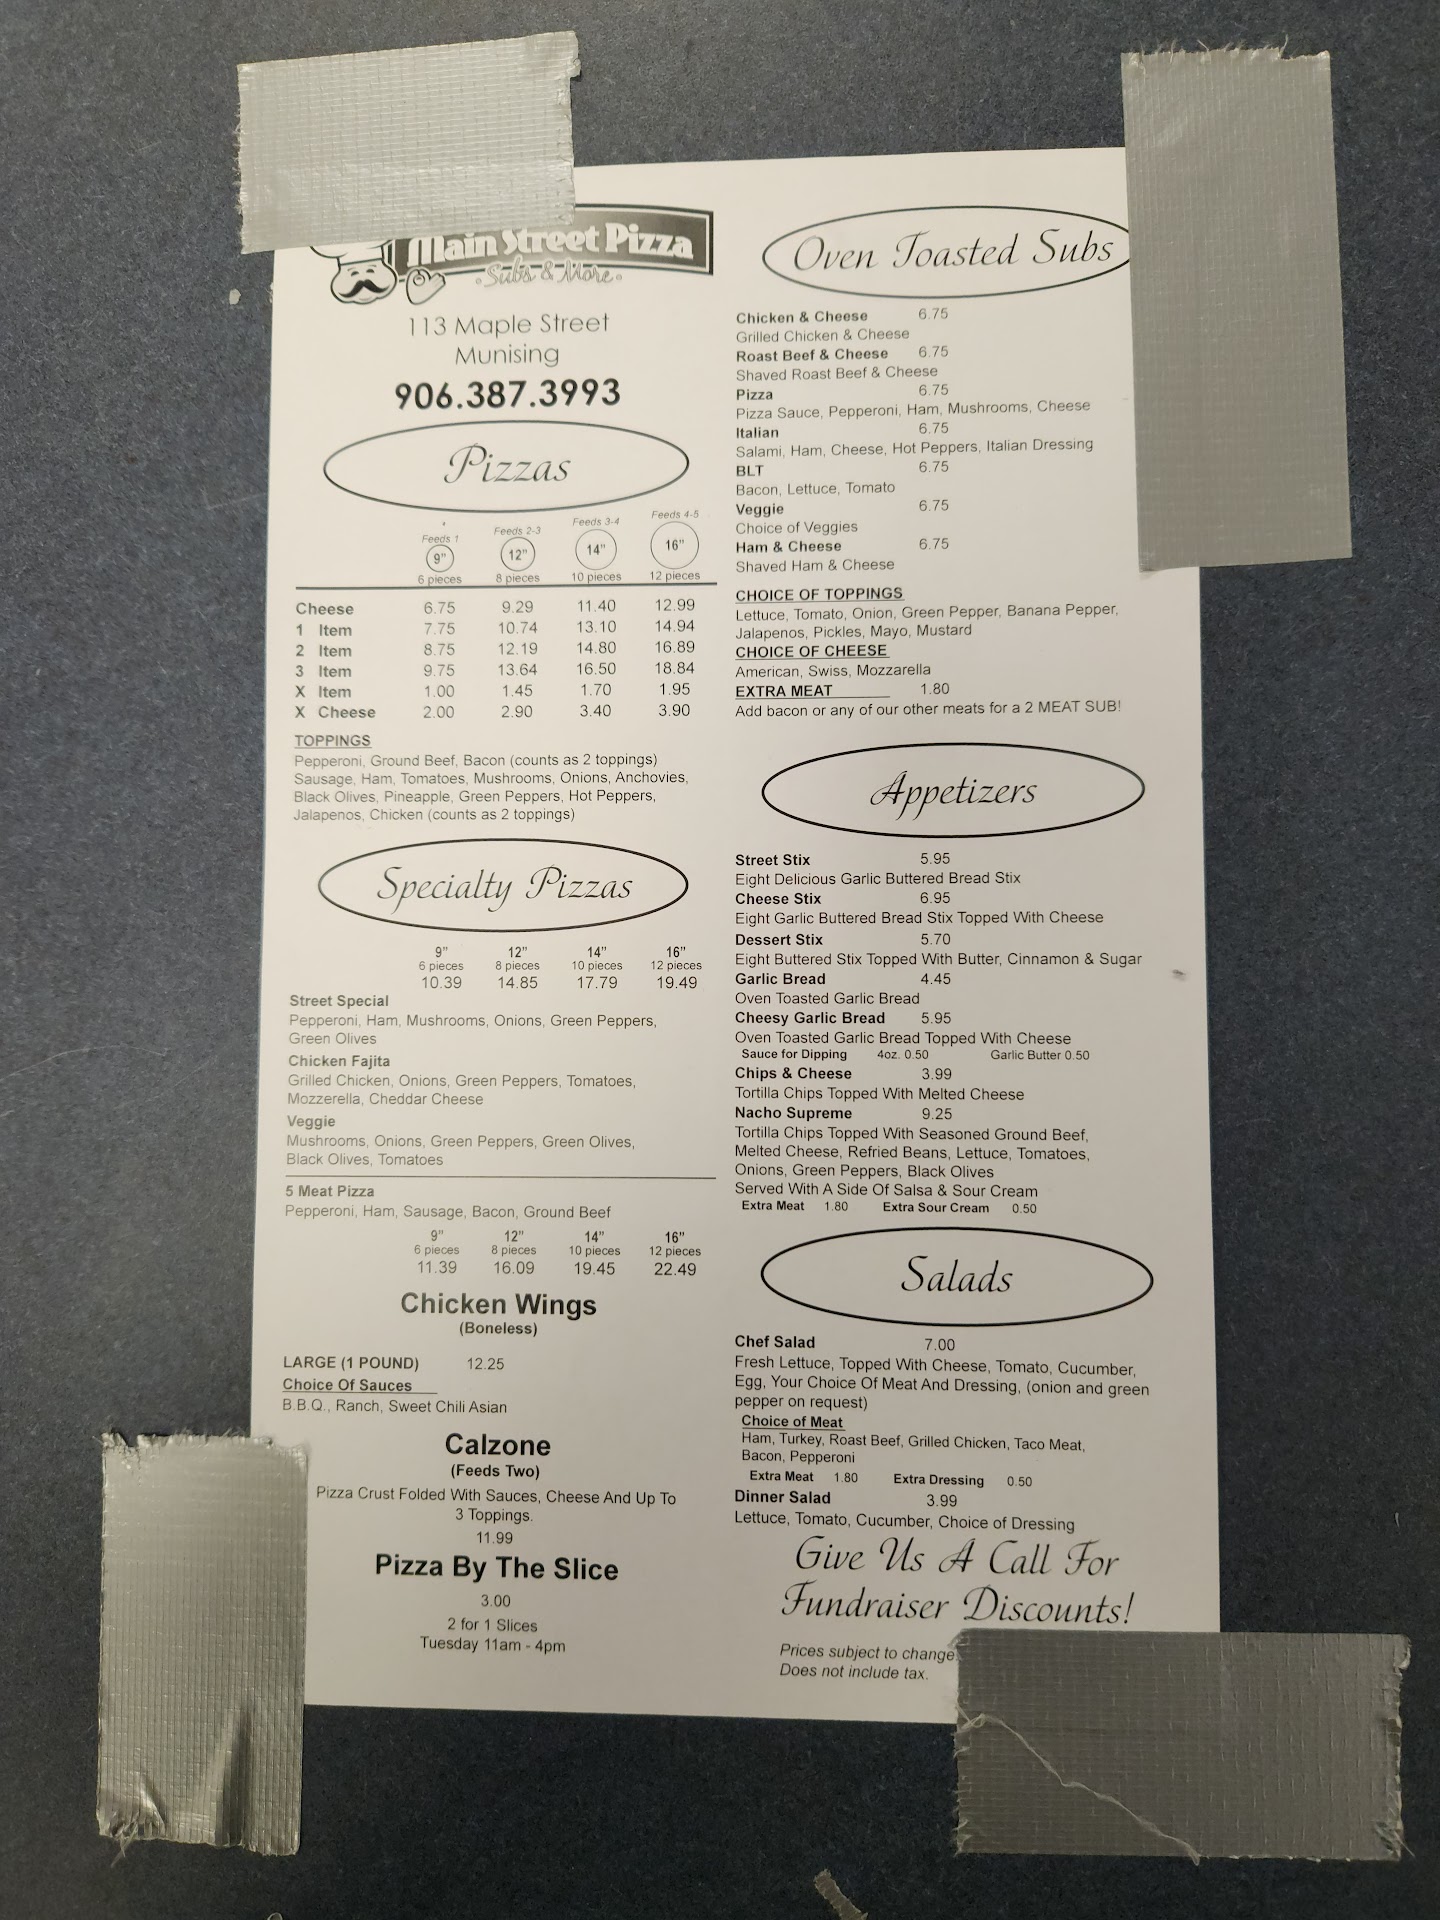 Main Street Pizza
Subs & More
113 Maple Street
Munising
906.387.3993
Pizzas
Feeds 1 Feeds 2-3 Feeds 3-4 Feeds 4-5
9" 12" 14" 16"
6 pieces 8 pieces 10 pieces 12 pieces
Cheese 6.75 9.29 11.40 12.99
1 Item 7.75 10.74 13.10 14.94
2 Item 8.75 12.19 14.80 16.89
3 Item 9.75 13.64 16.50 18.84
X Item 1.00 1.45 1.70 1.95
X Cheese 2.00 2.90 3.40 3.90
TOPPINGS
Pepperoni, Ground Beef, Bacon (counts as 2 toppings)
Sausage, Ham, Tomatoes, Mushrooms, Onions, Anchovies,
Black Olives, Pineapple, Green Peppers, Hot Peppers,
Jalapenos, Chicken (counts as 2 toppings)
Specialty Pizzas
9" 12" 14" 16"
6 pieces 8 pieces 10 pieces 12 pieces
10.39 14.85 17.79 19.49
Street Special
Pepperoni, Ham, Mushrooms, Onions, Green Peppers,
Green Olives
Chicken Fajita
Grilled Chicken, Onions, Green Peppers, Tomatoes,
Mozzerella, Cheddar Cheese
Veggie
Mushrooms, Onions, Green Peppers, Green Olives,
Black Olives, Tomatoes
5 Meat Pizza
Pepperoni, Ham, Sausage, Bacon, Ground Beef
9" 12" 14" 16"
6 pieces 8 pieces 10 pieces 12 pieces
11.39 16.09 19.45 22.49
Chicken Wings
(Boneless)
LARGE (1 POUND) 12.25
Choice Of Sauces
B.B.Q., Ranch, Sweet Chili Asian
Calzone
(Feeds Two)
Pizza Crust Folded With Sauces, Cheese And Up To
3 Toppings.
11.99
Pizza By The Slice
3.00
2 for 1 Slices
Tuesday 11am - 4pm
Oven Toasted Subs
Chicken & Cheese 6.75
Grilled Chicken & Cheese
Roast Beef & Cheese 6.75
Shaved Roast Beef & Cheese
Pizza 6.75
Pizza Sauce, Pepperoni, Ham, Mushrooms, Cheese
Italian 6.75
Salami, Ham, Cheese, Hot Peppers, Italian Dressing
BLT 6.75
Bacon, Lettuce, Tomato
Veggie 6.75
Choice of Veggies
Ham & Cheese 6.75
Shaved Ham & Cheese
CHOICE OF TOPPINGS
Lettuce, Tomato, Onion, Green Pepper, Banana Pepper,
Jalapenos, Pickles, Mayo, Mustard
CHOICE OF CHEESE
American, Swiss, Mozzarella
EXTRA MEAT 1.80
Add bacon or any of our other meats for a 2 MEAT SUB!
Appetizers
Street Stix 5.95
Eight Delicious Garlic Buttered Bread Stix
Cheese Stix 6.95
Eight Garlic Buttered Bread Stix Topped With Cheese
Dessert Stix 5.70
Eight Buttered Stix Topped With Butter, Cinnamon & Sugar
Garlic Bread 4.45
Oven Toasted Garlic Bread
Cheesy Garlic Bread 5.95
Oven Toasted Garlic Bread Topped With Cheese
Sauce for Dipping 4oz. 0.50 Garlic Butter 0.50
Chips & Cheese 3.99
Tortilla Chips Topped With Melted Cheese
Nacho Supreme 9.25
Tortilla Chips Topped With Seasoned Ground Beef,
Melted Cheese, Refried Beans, Lettuce, Tomatoes,
Onions, Green Peppers, Black Olives
Served With A Side Of Salsa & Sour Cream
Extra Meat 1.80 Extra Sour Cream 0.50
Salads
Chef Salad 7.00
Fresh Lettuce, Topped With Cheese, Tomato, Cucumber,
Egg, Your Choice Of Meat And Dressing, (onion and green
pepper on request)
Choice of Meat
Ham, Turkey, Roast Beef, Grilled Chicken, Taco Meat,
Bacon, Pepperoni
Extra Meat 1.80 Extra Dressing 0.50
Dinner Salad 3.99
Lettuce, Tomato, Cucumber, Choice of Dressing
Give Us A Call For
Fundraiser Discounts!
Prices subject to change.
Does not include tax.